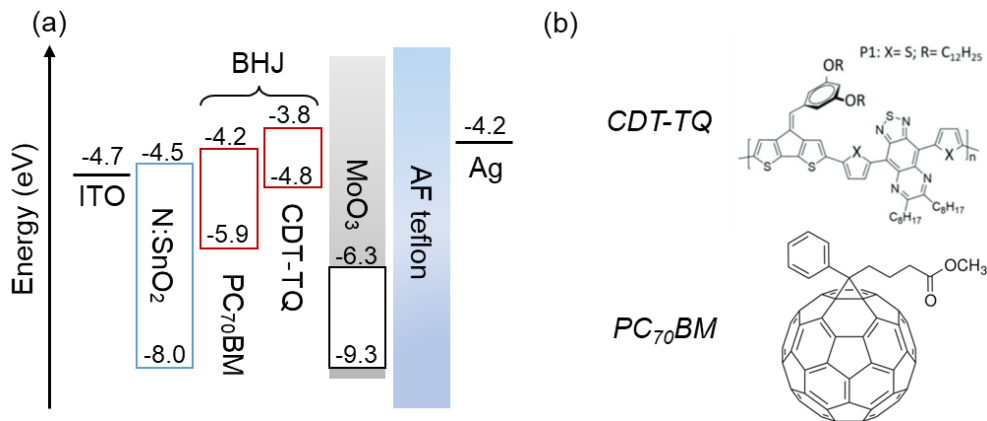 (a)
Energy (eV)
-4.7
ITO
-4.5
N:SnO₂
-8.0
BHJ
-4.2
-5.9
PC₇₀BM
-3.8
-4.8
CDT-TQ
MoO₃
-6.3
-9.3
AF teflon
-4.2
Ag
(b)
CDT-TQ
P1: X= S; R= C₁₂H₂₅
OR
OR
S
N
N
X
X
n
S
S
N
N
C₈H₁₇
C₈H₁₇
PC₇₀BM
OCH₃
O